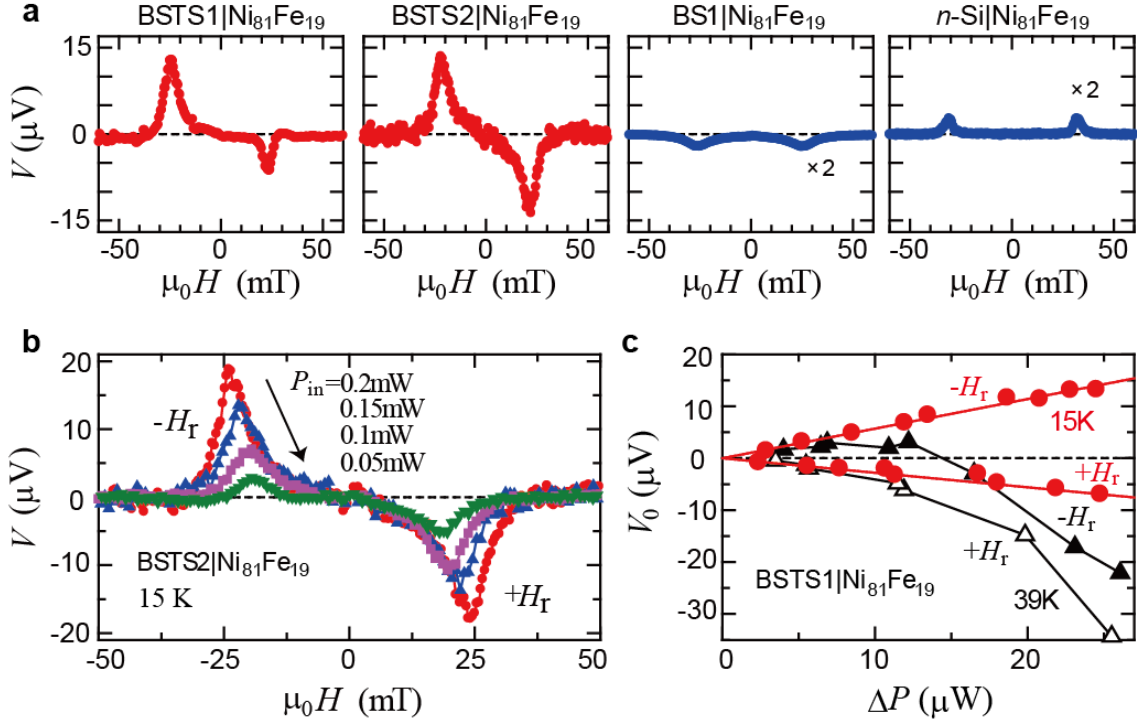 a
BSTS1|Ni₈₁Fe₁₉
BSTS2|Ni₈₁Fe₁₉
BS1|Ni₈₁Fe₁₉
n-Si|Ni₈₁Fe₁₉
V (μV)
15
0
-15
×2
×2
-50 0 50
-50 0 50
-50 0 50
-50 0 50
μ₀H (mT)
μ₀H (mT)
μ₀H (mT)
μ₀H (mT)
b
V (μV)
20
10
0
-10
-20
-Hᵣ
Pᵢₙ=0.2mW
0.15mW
0.1mW
0.05mW
BSTS2|Ni₈₁Fe₁₉
15 K
+Hᵣ
-50 -25 0 25 50
μ₀H (mT)
c
V₀ (μV)
20
10
0
-10
-20
-30
-Hᵣ
15K
+Hᵣ
-Hᵣ
+Hᵣ
BSTS1|Ni₈₁Fe₁₉
39K
0 10 20
ΔP (μW)